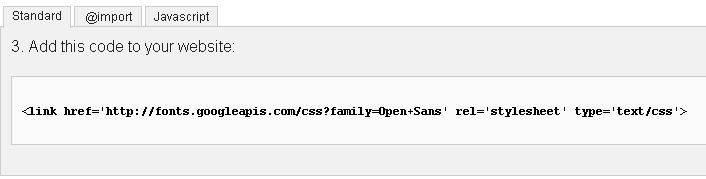 Standard @import Javascript
3. Add this code to your website:
<link href='http://fonts.googleapis.com/css?family=Open+Sans' rel='stylesheet' type='text/css'>